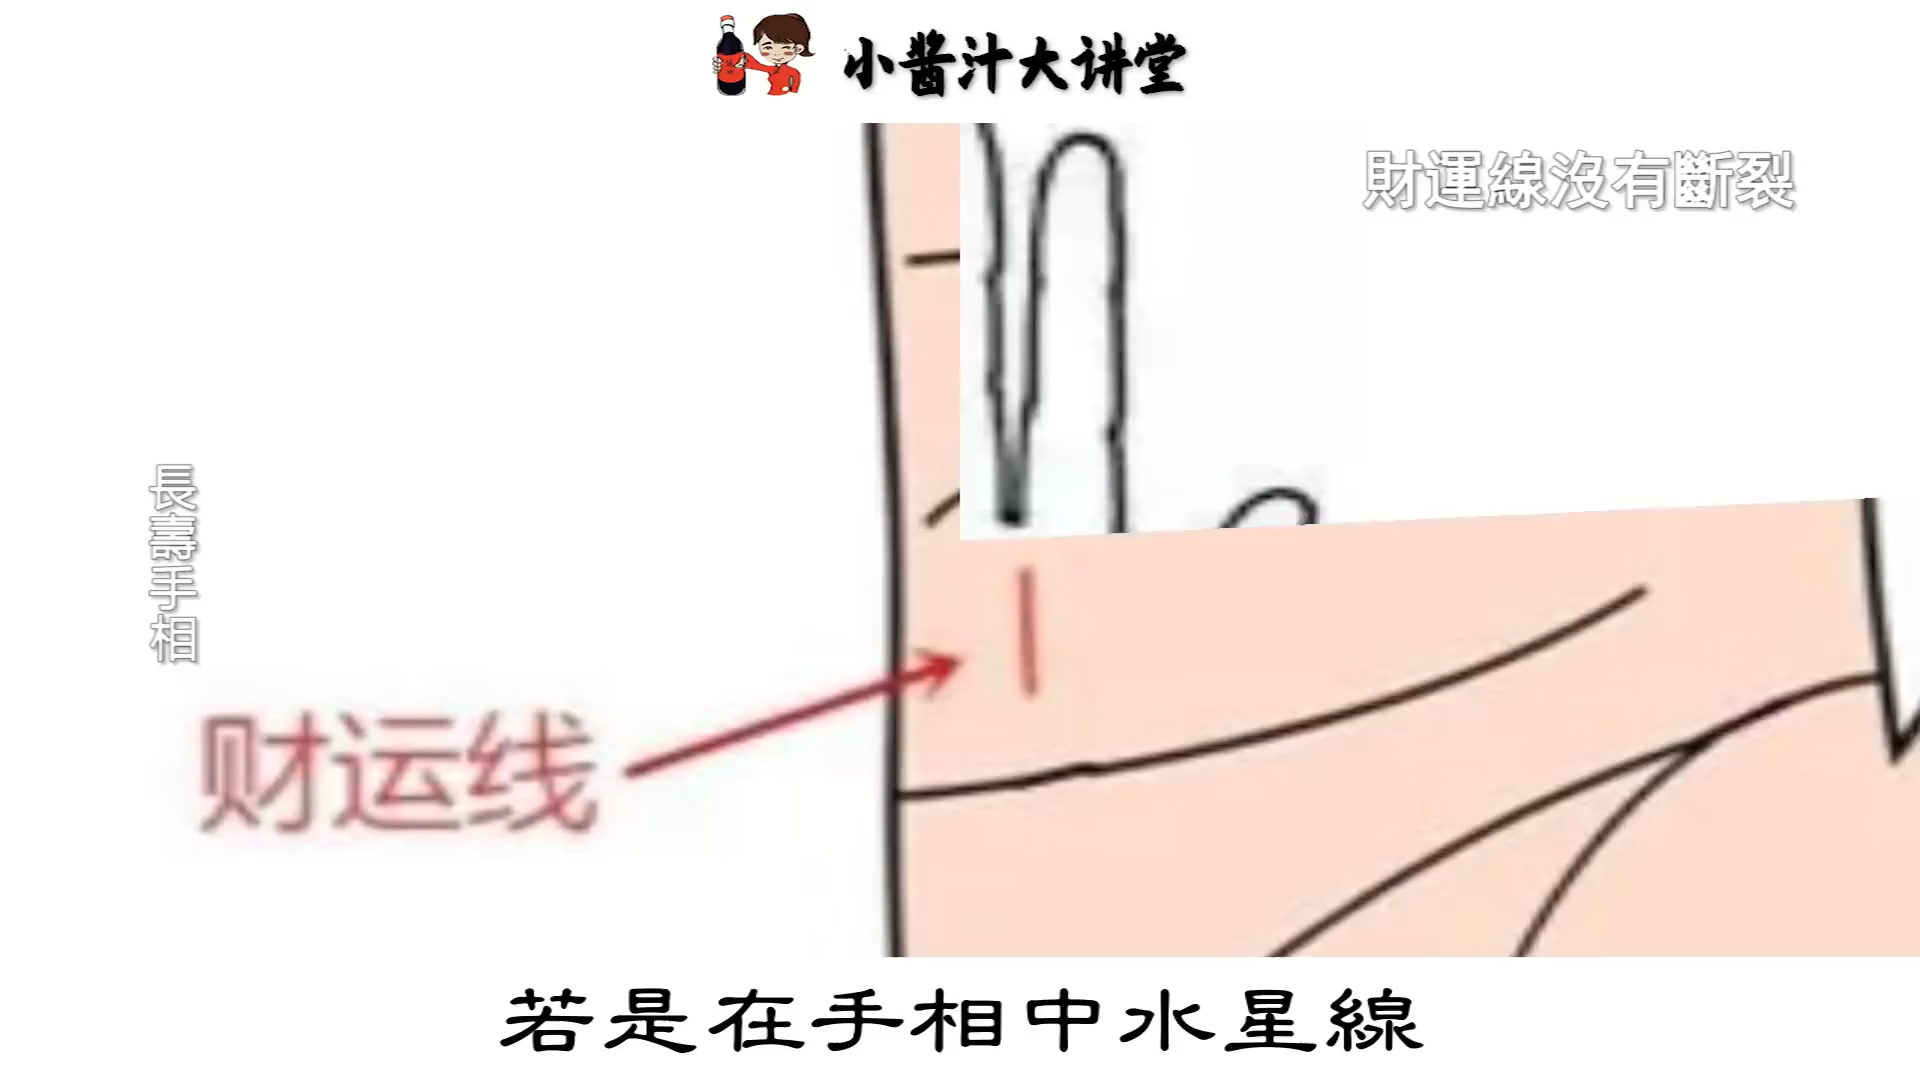 小酱汁大讲堂
財運線沒有斷裂
長壽手相
财运线
若是在手相中水星線